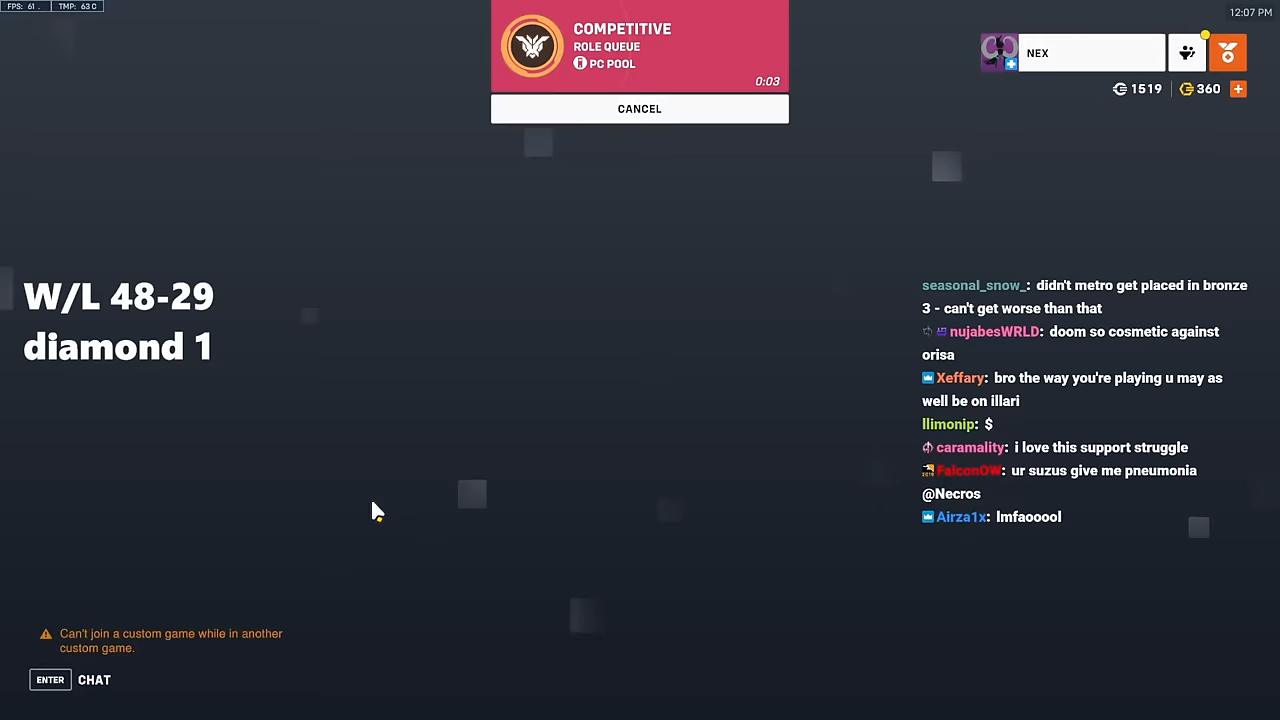 FPS: 61 . TMP: 63 C
12:07 PM
COMPETITIVE
ROLE QUEUE
PC POOL
0:03
CANCEL
NEX
1519 360 +
W/L 48-29
diamond 1
seasonal_snow_: didn't metro get placed in bronze
3 - can't get worse than that
nujabesWRLD: doom so cosmetic against
orisa
Xeffary: bro the way you're playing u may as
well be on illari
llimonip: $
caramality: i love this support struggle
FalconOW: ur suzus give me pneumonia
@Necros
Airza1x: lmfaooool
Can't join a custom game while in another
custom game.
ENTER CHAT